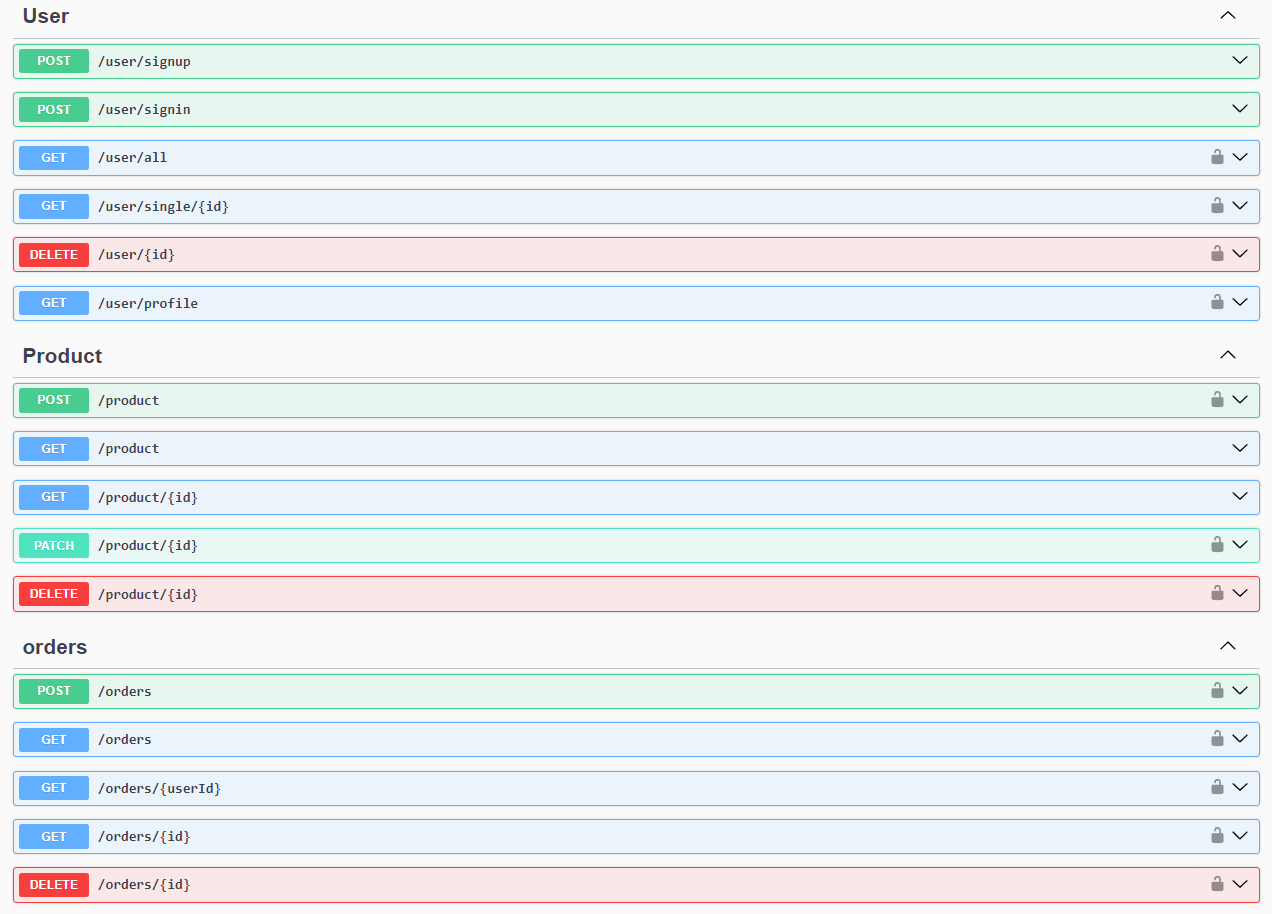 User
POST /user/signup
POST /user/signin
GET /user/all
GET /user/single/{id}
DELETE /user/{id}
GET /user/profile
Product
POST /product
GET /product
GET /product/{id}
PATCH /product/{id}
DELETE /product/{id}
orders
POST /orders
GET /orders
GET /orders/{userId}
GET /orders/{id}
DELETE /orders/{id}